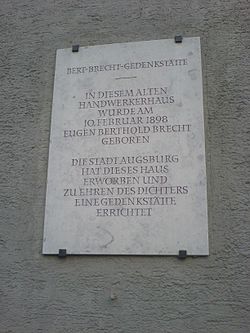 BERT-BRECHT-GEDENKSTÄTTE
IN DIESEM ALTEN
HANDWERKERHAUS
WURDE AM
10. FEBRUAR 1898
EUGEN BERTHOLD BRECHT
GEBOREN
DIE STADT AUGSBURG
HAT DIESES HAUS
ERWORBEN UND
ZU EHREN DES DICHTERS
EINE GEDENKSTÄTTE
ERRICHTET